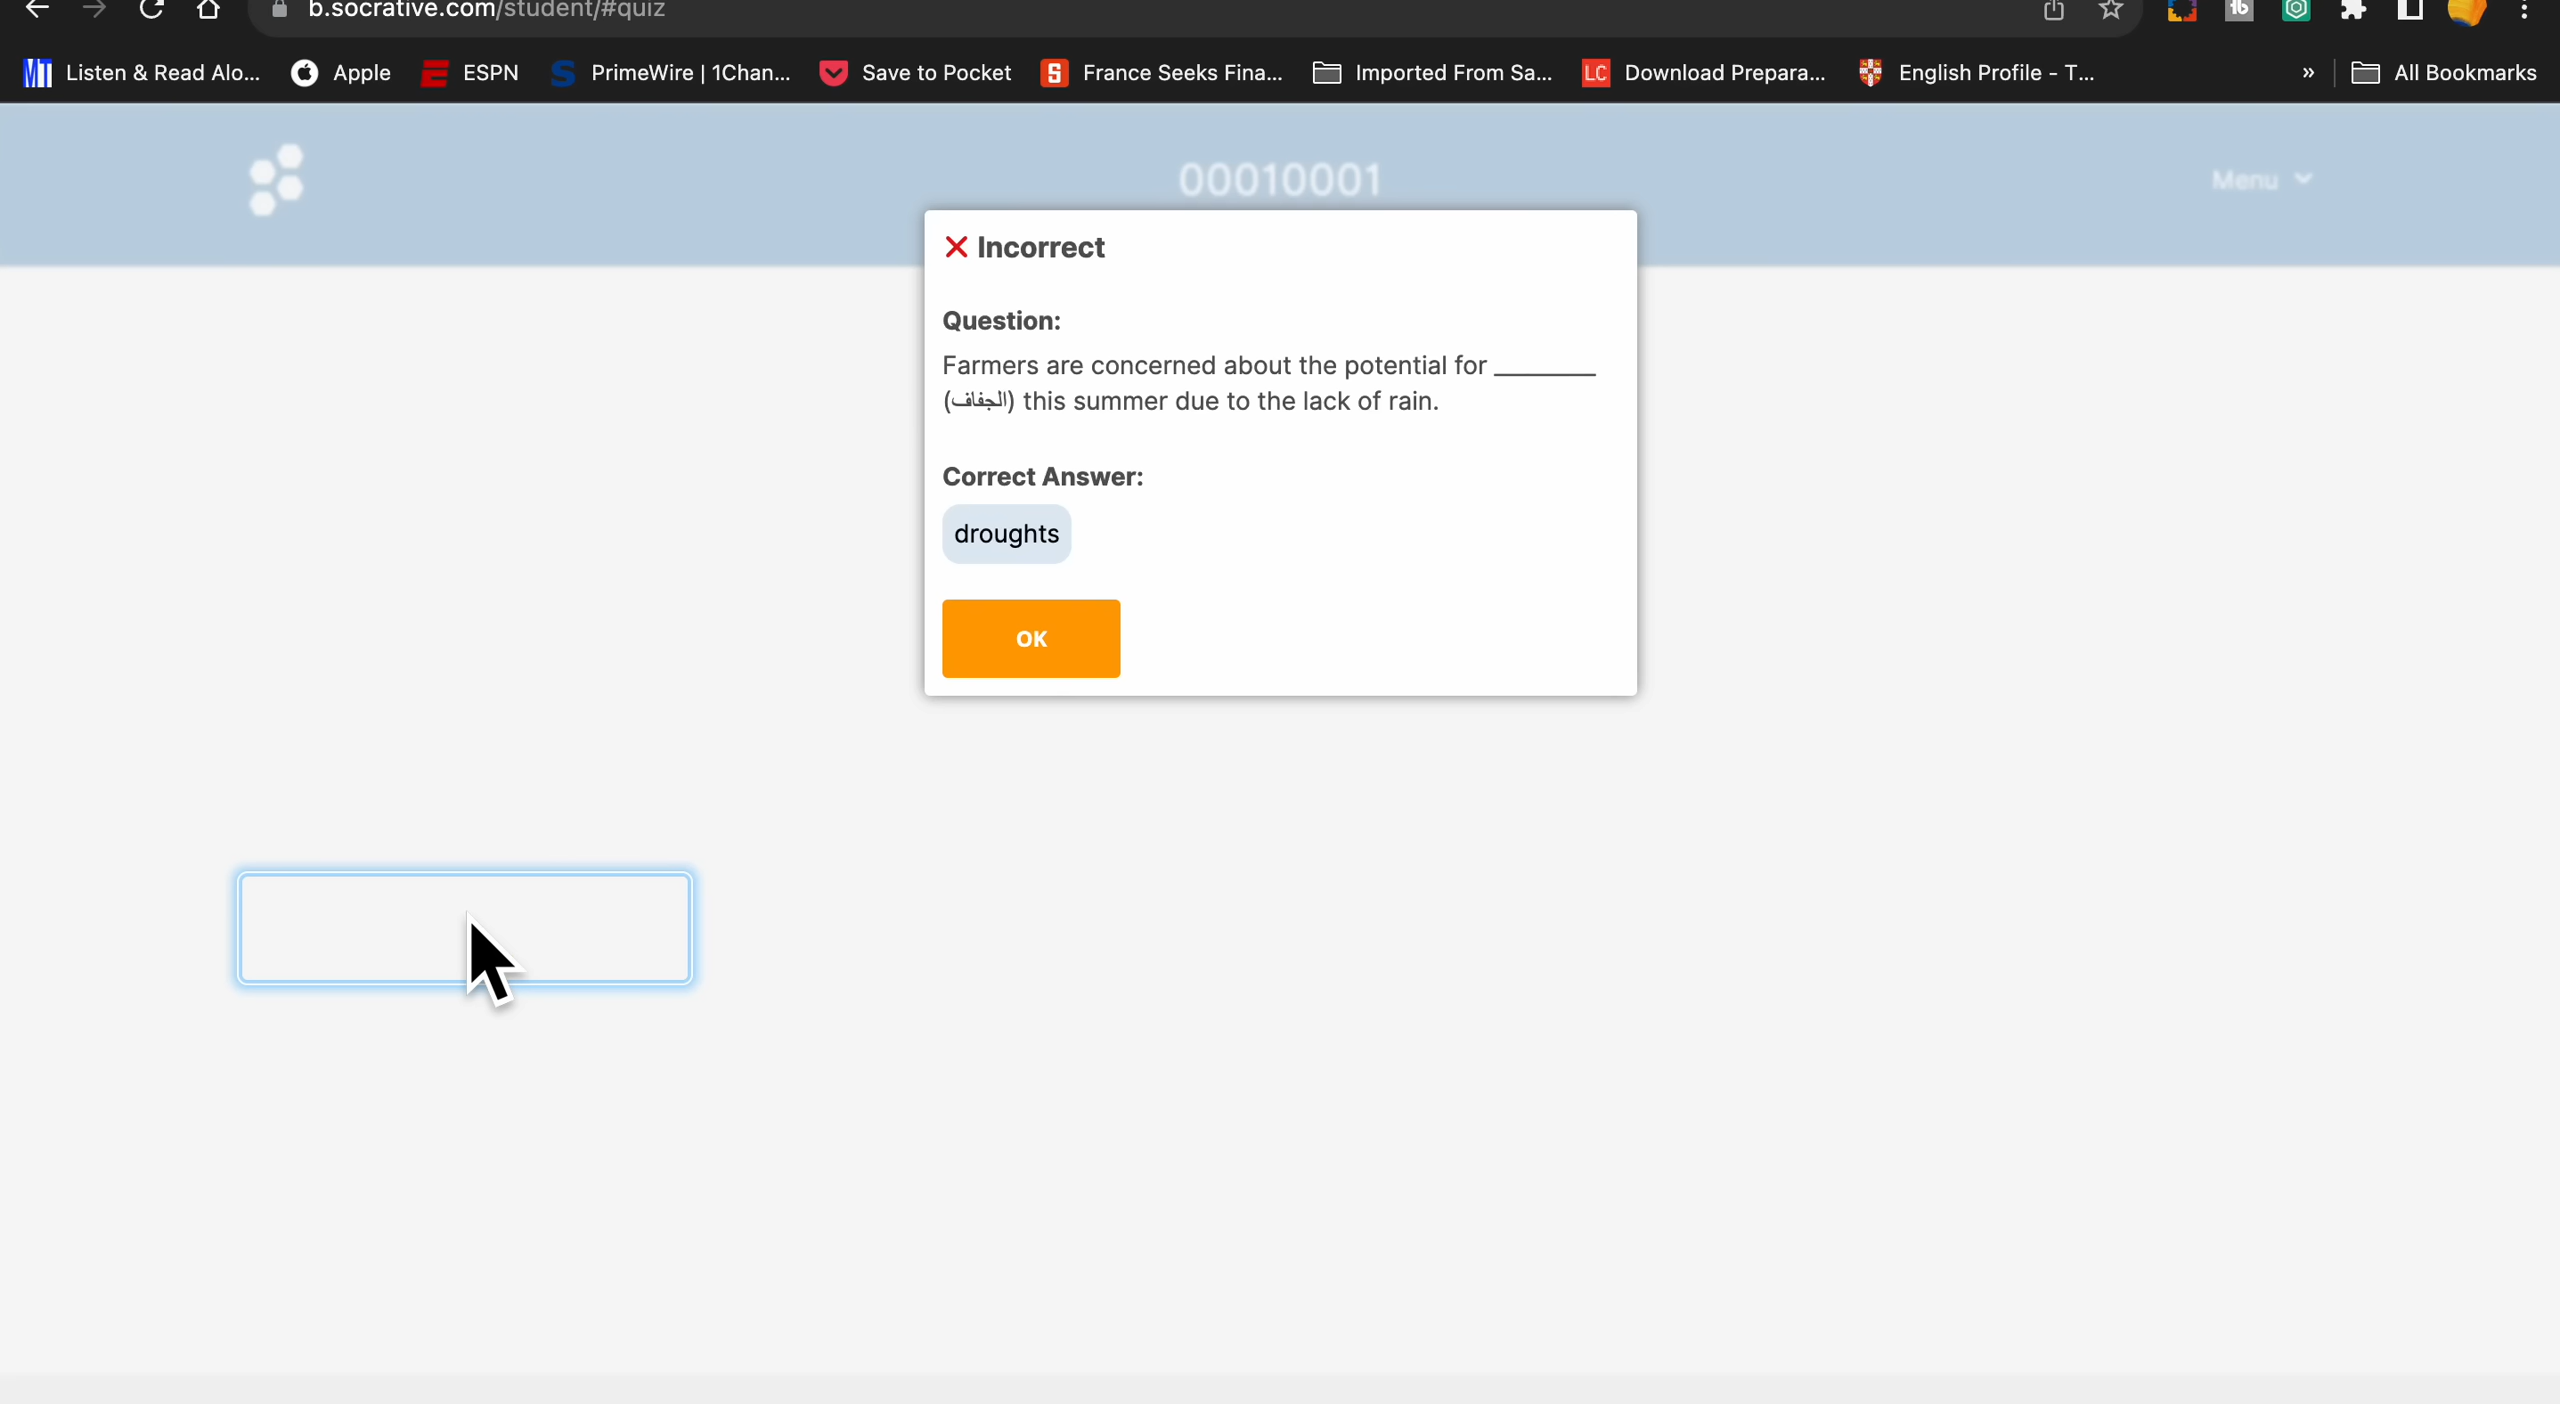 b.socrative.com/student/#quiz
Listen & Read Alo... Apple ESPN PrimeWire | 1Chan... Save to Pocket France Seeks Fina... Imported From Sa... Download Prepara... English Profile - T... » All Bookmarks
00010001 Menu
Incorrect
Question:
Farmers are concerned about the potential for ________
(الجفاف) this summer due to the lack of rain.
Correct Answer:
droughts
OK